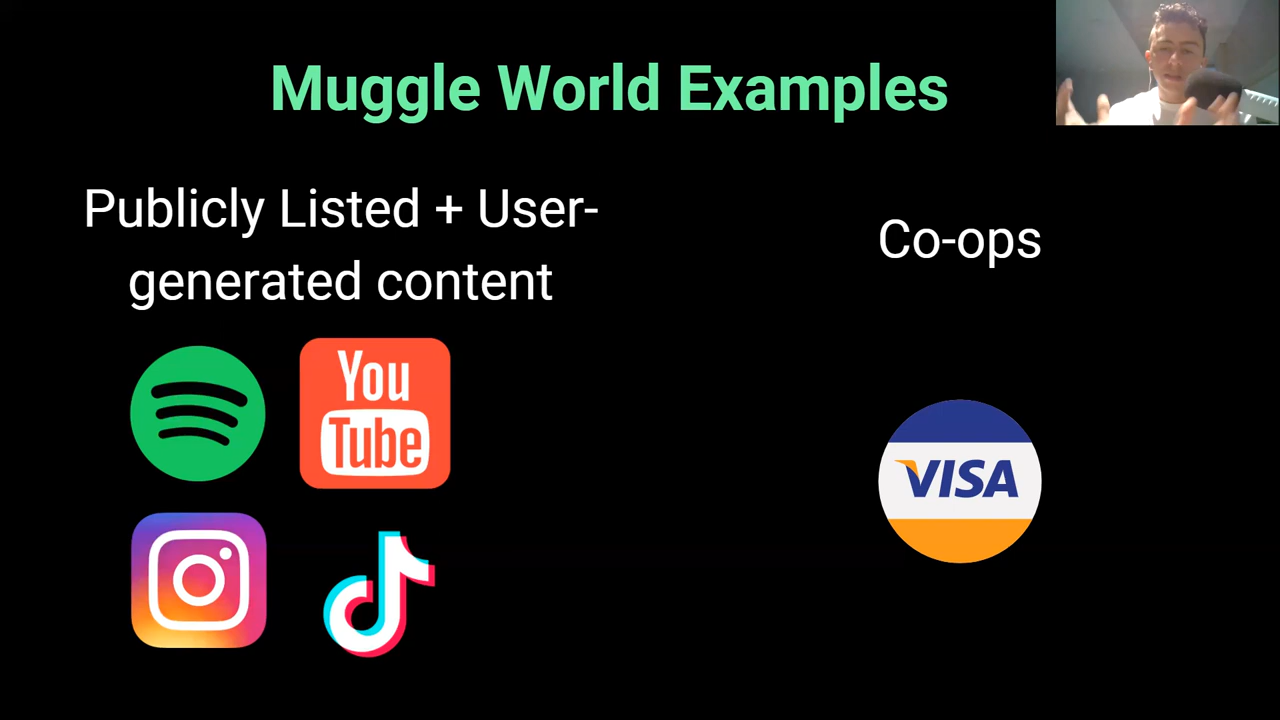 Muggle World Examples
Publicly Listed + User-
generated content
Co-ops
You
Tube
VISA